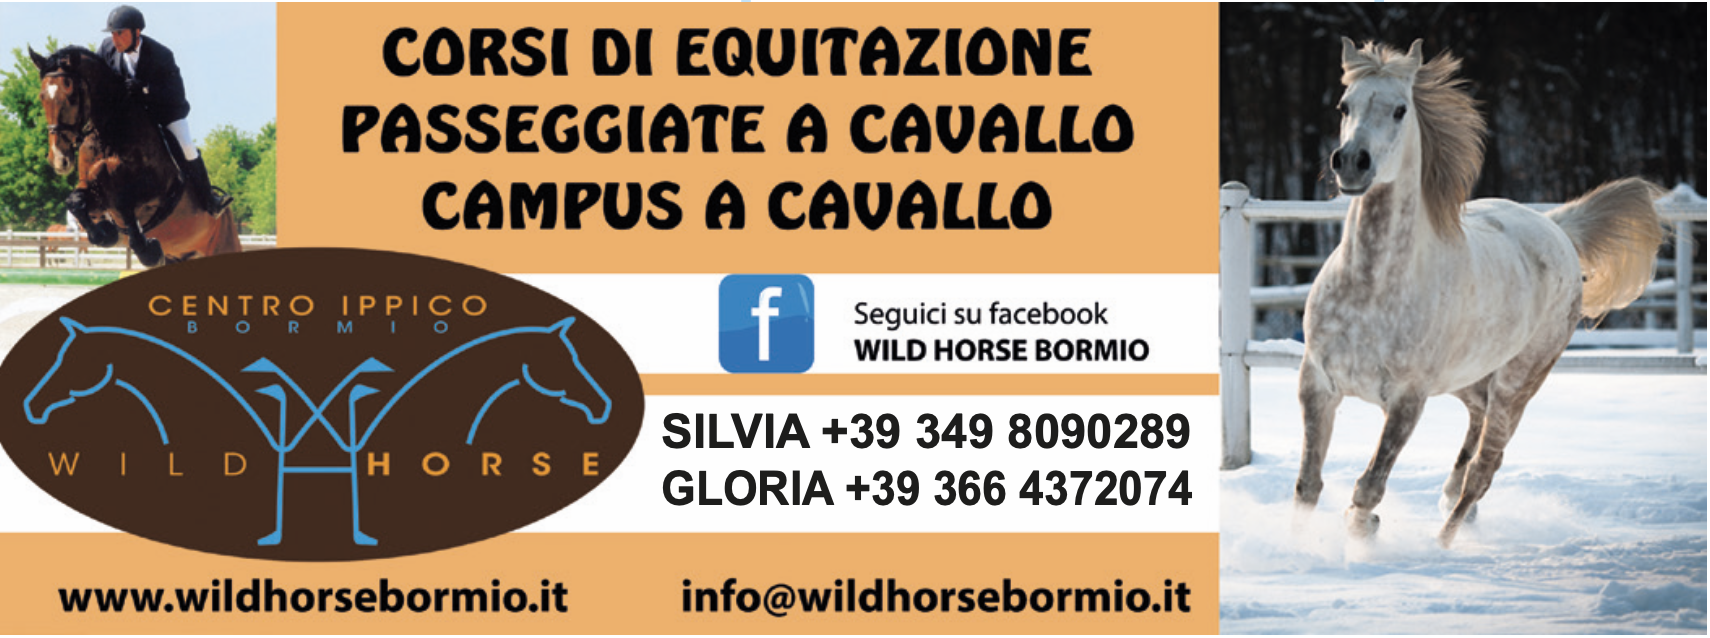 CORSI DI EQUITAZIONE
PASSEGGIATE A CAVALLO
CAMPUS A CAVALLO
CENTRO IPPICO
BORMIO
WILD HORSE
f
Seguici su facebook
WILD HORSE BORMIO
SILVIA +39 349 8090289
GLORIA +39 366 4372074
www.wildhorsebormio.it
info@wildhorsebormio.it